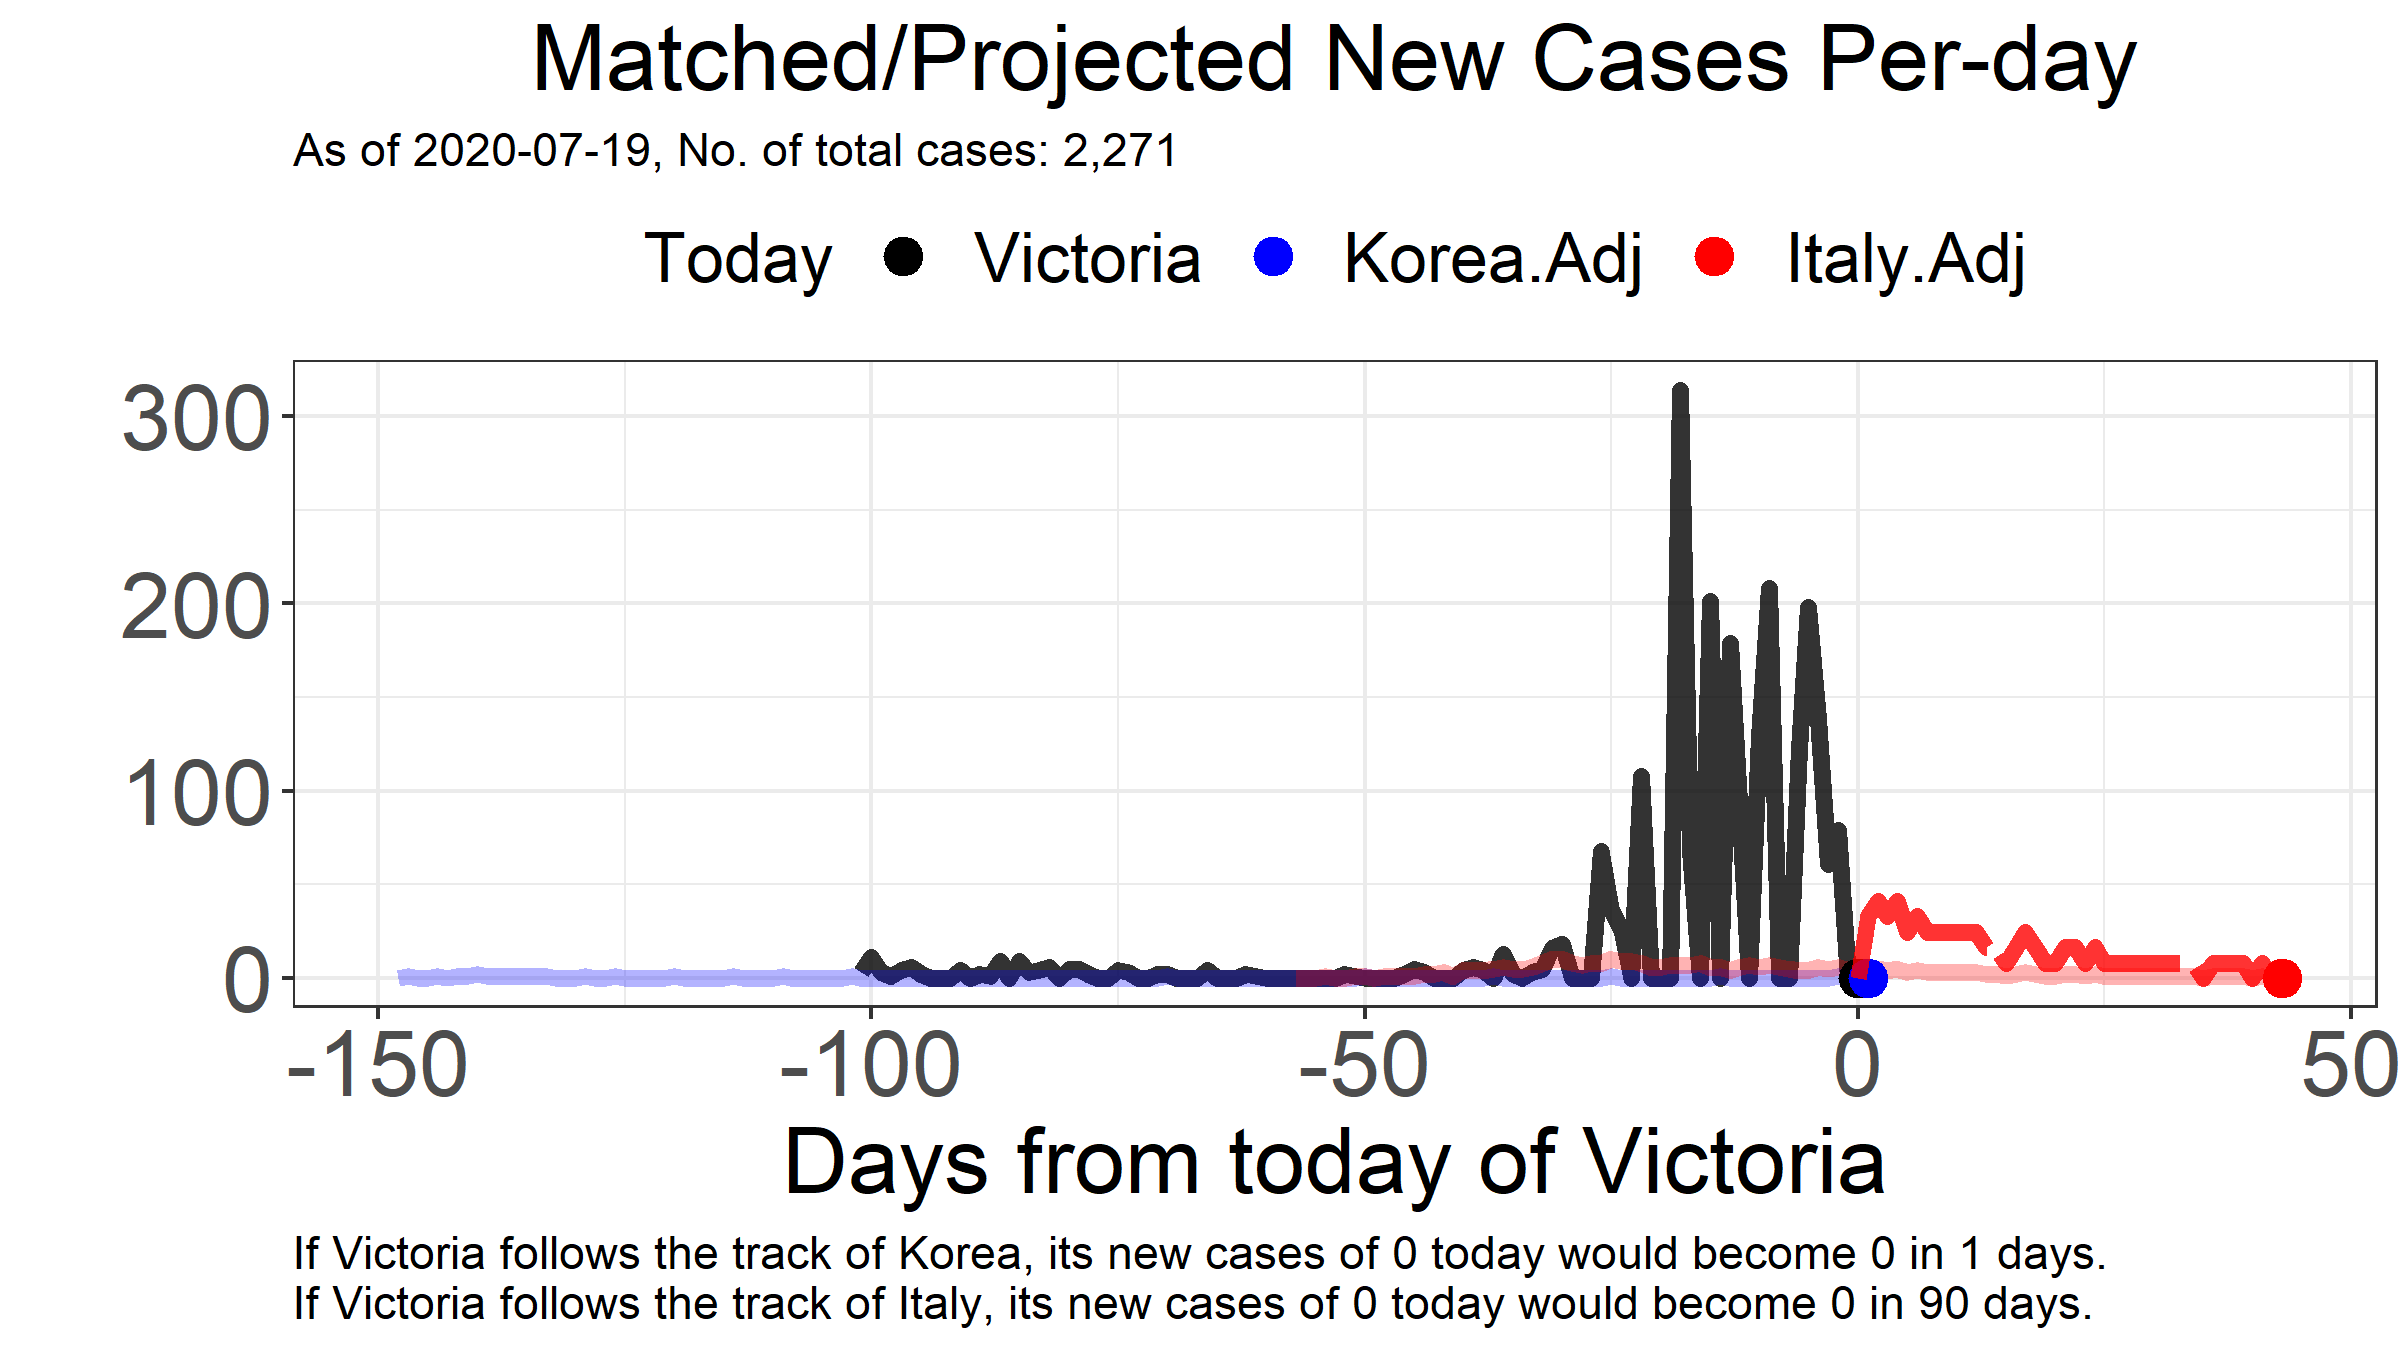 Matched/Projected New Cases Per-day
As of 2020-07-19, No. of total cases: 2,271
Today Victoria Korea.Adj Italy.Adj
300
200
100
0
-150 -100 -50 0 50
Days from today of Victoria
If Victoria follows the track of Korea, its new cases of 0 today would become 0 in 1 days.
If Victoria follows the track of Italy, its new cases of 0 today would become 0 in 90 days.